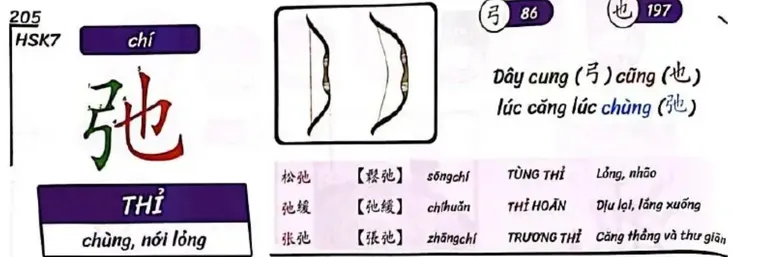 205
HSK7
chí
弛
THỈ
chùng, nói lỏng
弓 86
也 197
Dây cung (弓) cũng (也)
lúc căng lúc chùng (弛)
松弛 【鬆弛】 sōngchí TÙNG THỈ Lỏng, nhão
弛缓 【弛緩】 chíhuǎn THỈ HOÃN Dịu lại, lắng xuống
张弛 【張弛】 zhāngchí TRƯƠNG THỈ Căng thẳng và thư giãn